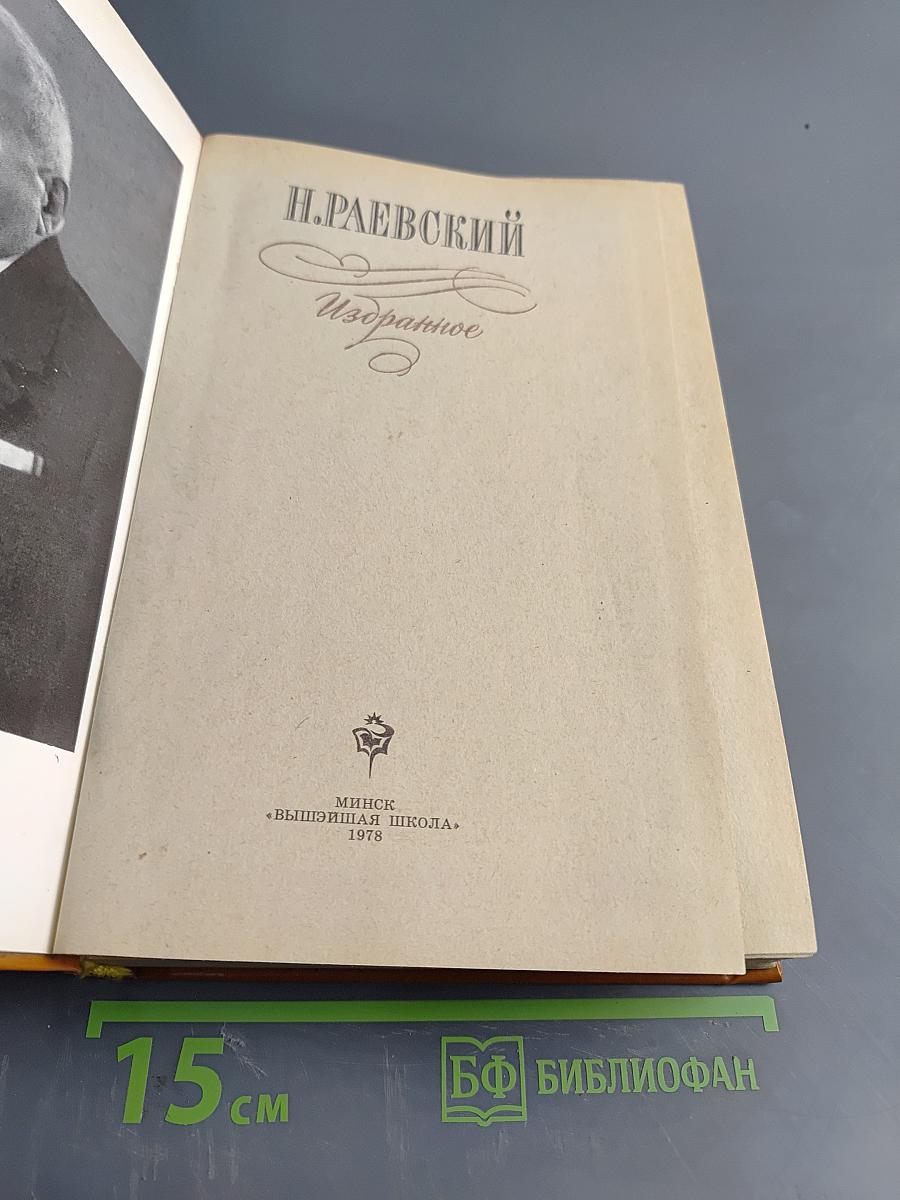 Н.РАЕВСКИЙ
Избранное
МИНСК
«ВЫШЭЙШАЯ ШКОЛА»
1978
15 см
БФ БИБЛИОФАН